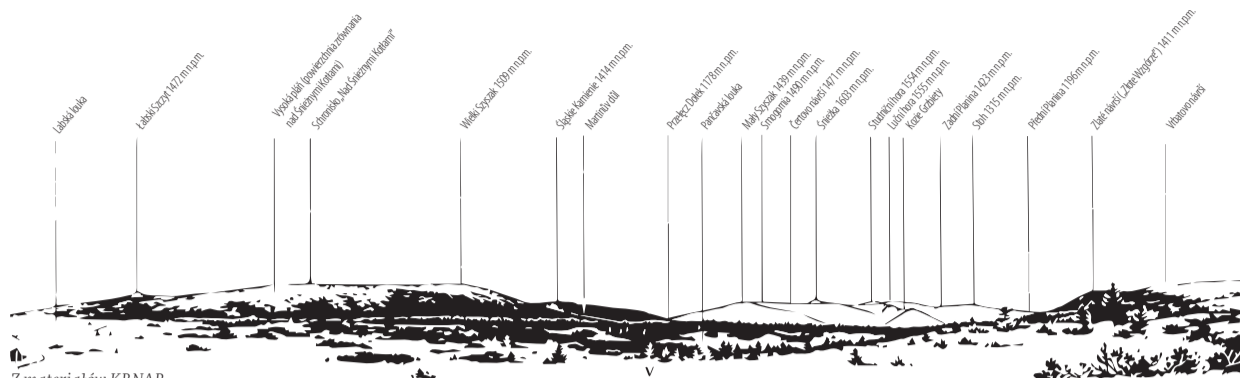 Labská louka
Łabski Szczyt 1472 m n.p.m.
Vysoká pláň (powierzchnia zrównania
nad Śnieżnymi Kotłami)
Schronisko „Nad Śnieżnymi Kotłami”
Wielki Szyszak 1509 m n.p.m.
Śląskie Kamienie 1414 m n.p.m.
Martinův důl
Przełęcz Dołek 1178 m n.p.m.
Pančavská louka
Mały Szyszak 1439 m n.p.m.
Smogornia 1490 m n.p.m.
Čertovo návrší 1471 m n.p.m.
Śnieżka 1603 m n.p.m.
Studniční hora 1554 m n.p.m.
Luční hora 1555 m n.p.m.
Kozie Grzbiety
Zadní Planina 1423 m n.p.m.
Stoh 1315 m n.p.m.
Přední Planina 1196 m n.p.m.
Zlaté návrší („Złote Wzgórze”) 1411 m n.p.m.
Vrbatovo návrší
Z materiałów KRNAP